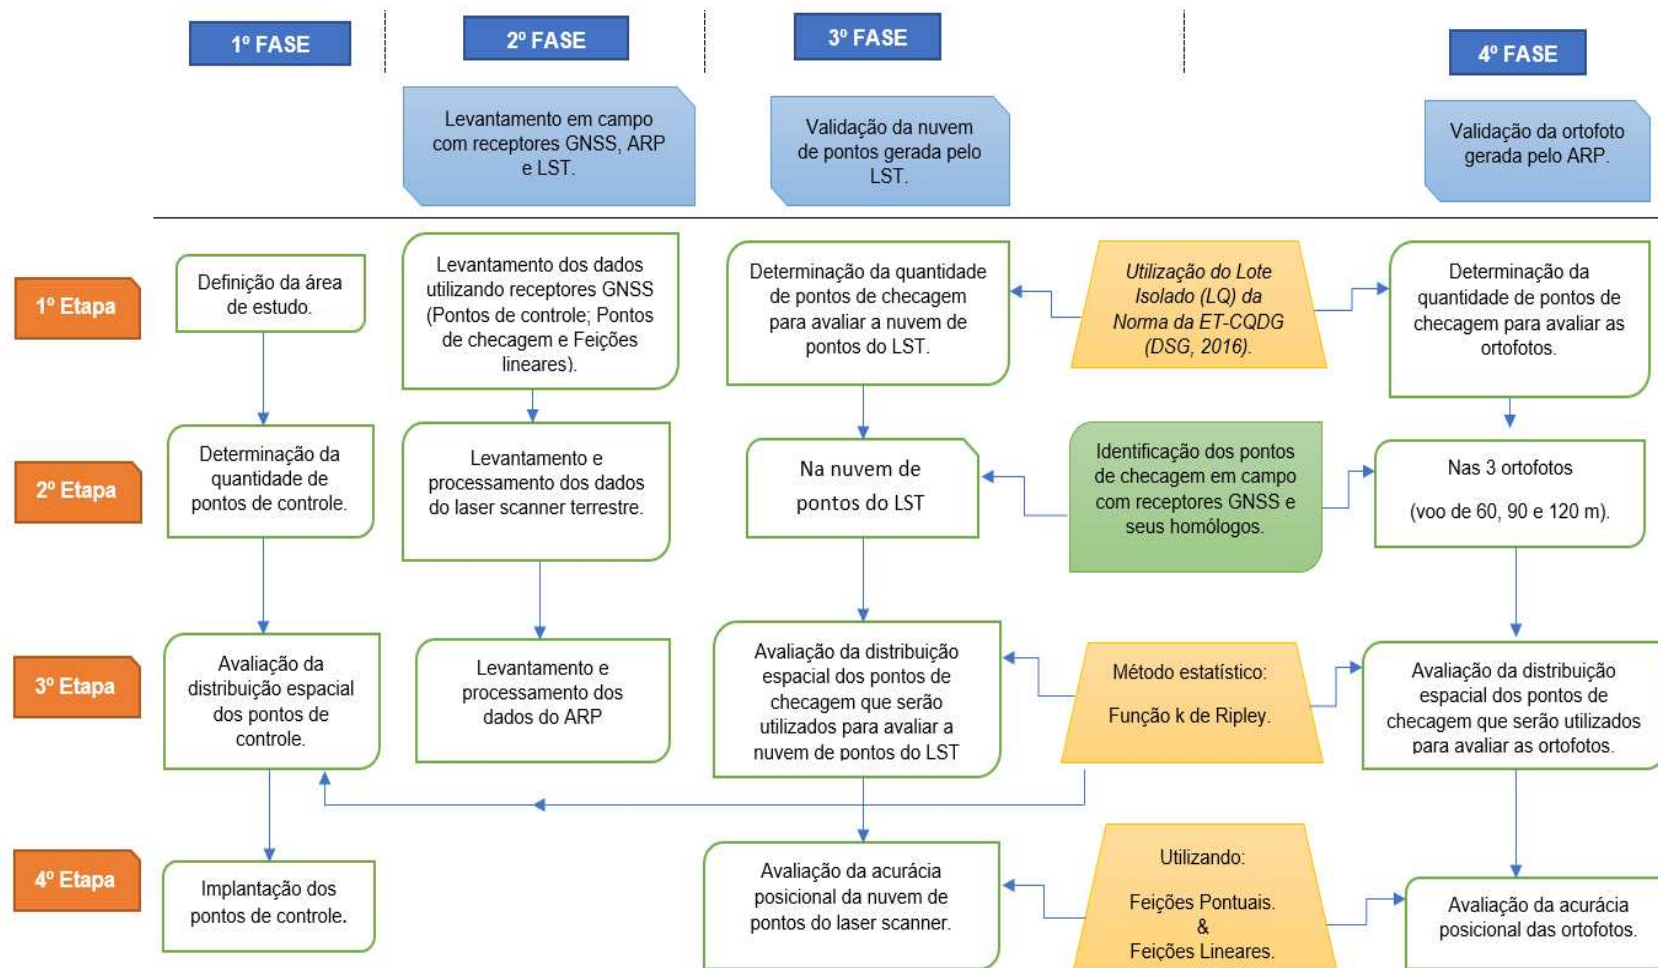 1º FASE
2º FASE
3º FASE
4º FASE
Levantamento em campo
com receptores GNSS, ARP
e LST.
Validação da nuvem
de pontos gerada pelo
LST.
Validação da ortofoto
gerada pelo ARP.
1º Etapa
Definição da área
de estudo.
Levantamento dos dados
utilizando receptores GNSS
(Pontos de controle; Pontos
de checagem e Feições
lineares).
Determinação da quantidade
de pontos de checagem
para avaliar a nuvem de
pontos do LST.
Utilização do Lote
Isolado (LQ) da
Norma da ET-CQDG
(DSG, 2016).
Determinação da
quantidade de pontos de
checagem para avaliar as
ortofotos.
2º Etapa
Determinação da
quantidade de
pontos de controle.
Levantamento e
processamento dos dados
do laser scanner terrestre.
Na nuvem de
pontos do LST
Identificação dos pontos
de checagem em campo
com receptores GNSS e
seus homólogos.
Nas 3 ortofotos
(voo de 60, 90 e 120 m).
3º Etapa
Avaliação da
distribuição espacial
dos pontos de
controle.
Levantamento e
processamento dos
dados do ARP
Avaliação da distribuição
espacial dos pontos de
checagem que serão
utilizados para avaliar a
nuvem de pontos do LST
Método estatístico:
Função k de Ripley.
Avaliação da distribuição
espacial dos pontos de
checagem que serão utilizados
para avaliar as ortofotos.
4º Etapa
Implantação dos
pontos de controle.
Avaliação da acurácia
posicional da nuvem de
pontos do laser scanner.
Utilizando:
Feições Pontuais.
&
Feições Lineares.
Avaliação da acurácia
posicional das ortofotos.